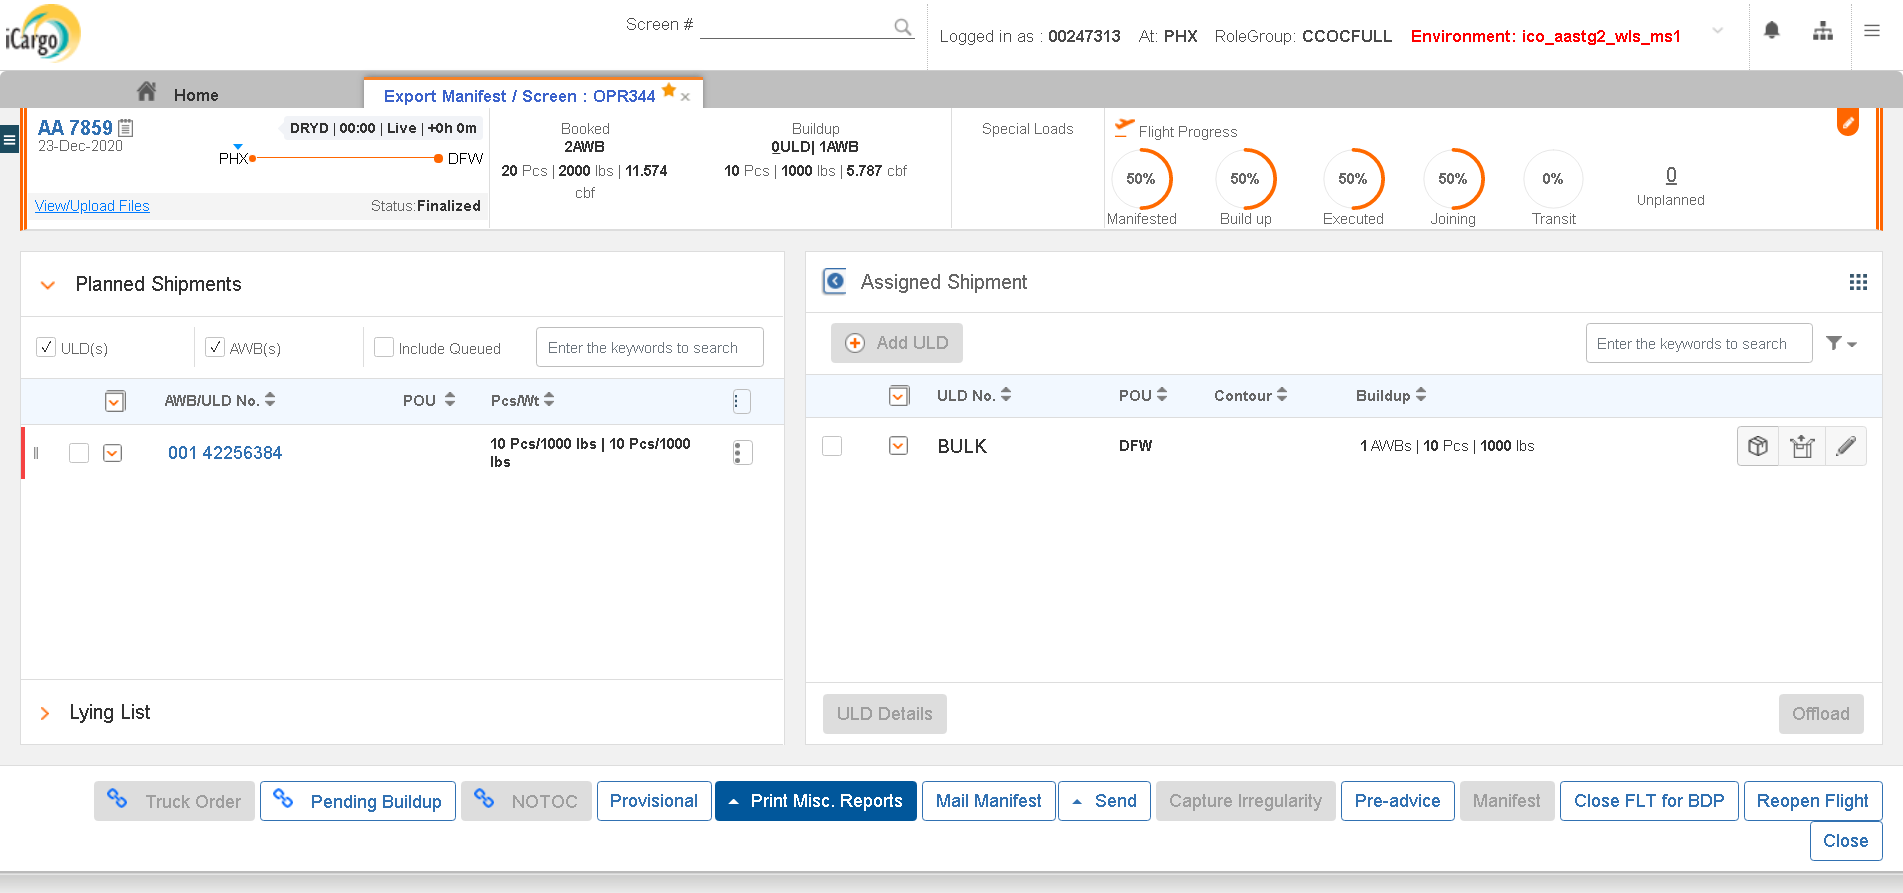 iCargo
Screen #
Logged in as : 00247313 At: PHX RoleGroup: CCOCFULL Environment: ico_aastg2_wls_ms1
Home
Export Manifest / Screen : OPR344
AA 7859
23-Dec-2020
DRYD | 00:00 | Live | +0h 0m
PHX DFW
View/Upload Files
Status:Finalized
Booked
2AWB
20 Pcs | 2000 lbs | 11.574
cbf
Buildup
0ULD| 1AWB
10 Pcs | 1000 lbs | 5.787 cbf
Special Loads
Flight Progress
50% 50% 50% 50% 0% 0
Manifested Build up Executed Joining Transit Unplanned
Planned Shipments
ULD(s) AWB(s) Include Queued Enter the keywords to search
AWB/ULD No. POU Pcs/Wt
001 42256384
10 Pcs/1000 lbs | 10 Pcs/1000
lbs
Lying List
Assigned Shipment
Add ULD
Enter the keywords to search
ULD No. POU Contour Buildup
BULK DFW 1 AWBs | 10 Pcs | 1000 lbs
ULD Details
Offload
Truck Order Pending Buildup NOTOC Provisional Print Misc. Reports Mail Manifest Send Capture Irregularity Pre-advice Manifest Close FLT for BDP Reopen Flight
Close